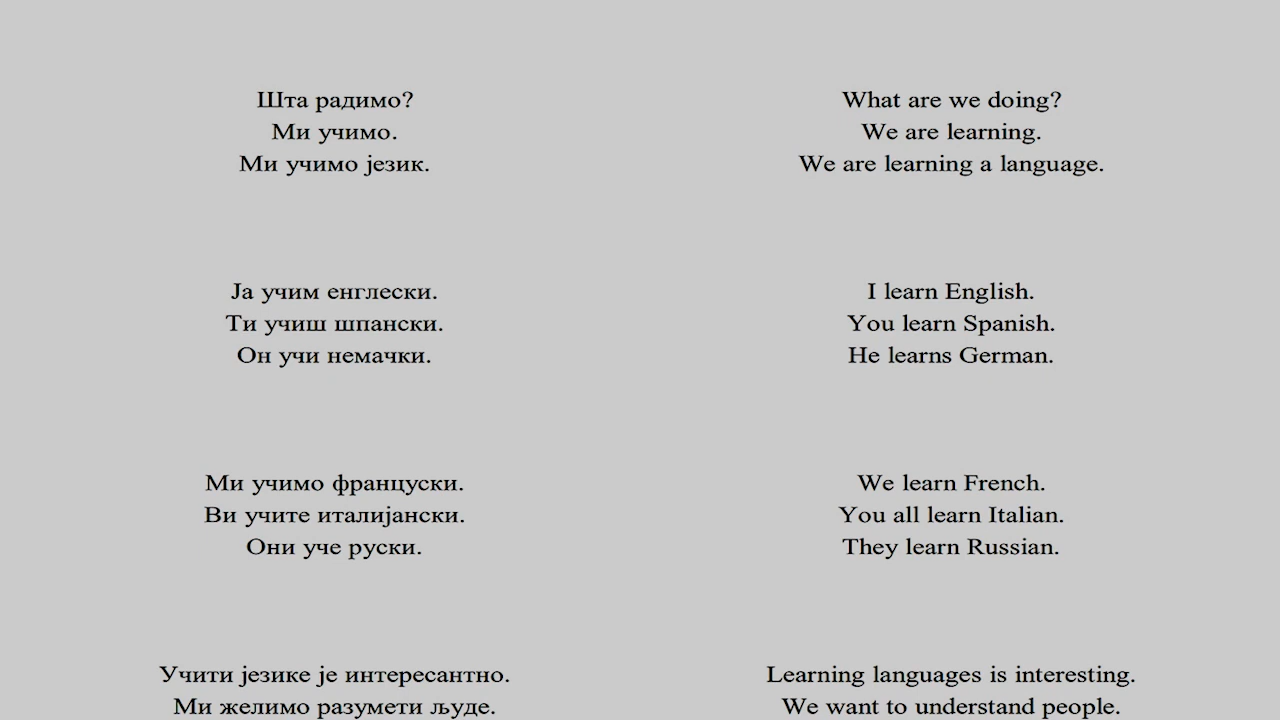 Шта радимо?
Ми учимо.
Ми учимо језик.
What are we doing?
We are learning.
We are learning a language.
Ја учим енглески.
Ти учиш шпански.
Он учи немачки.
I learn English.
You learn Spanish.
He learns German.
Ми учимо француски.
Ви учите италијански.
Они уче руски.
We learn French.
You all learn Italian.
They learn Russian.
Учити језике је интересантно.
Ми желимо разумети људе.
Learning languages is interesting.
We want to understand people.